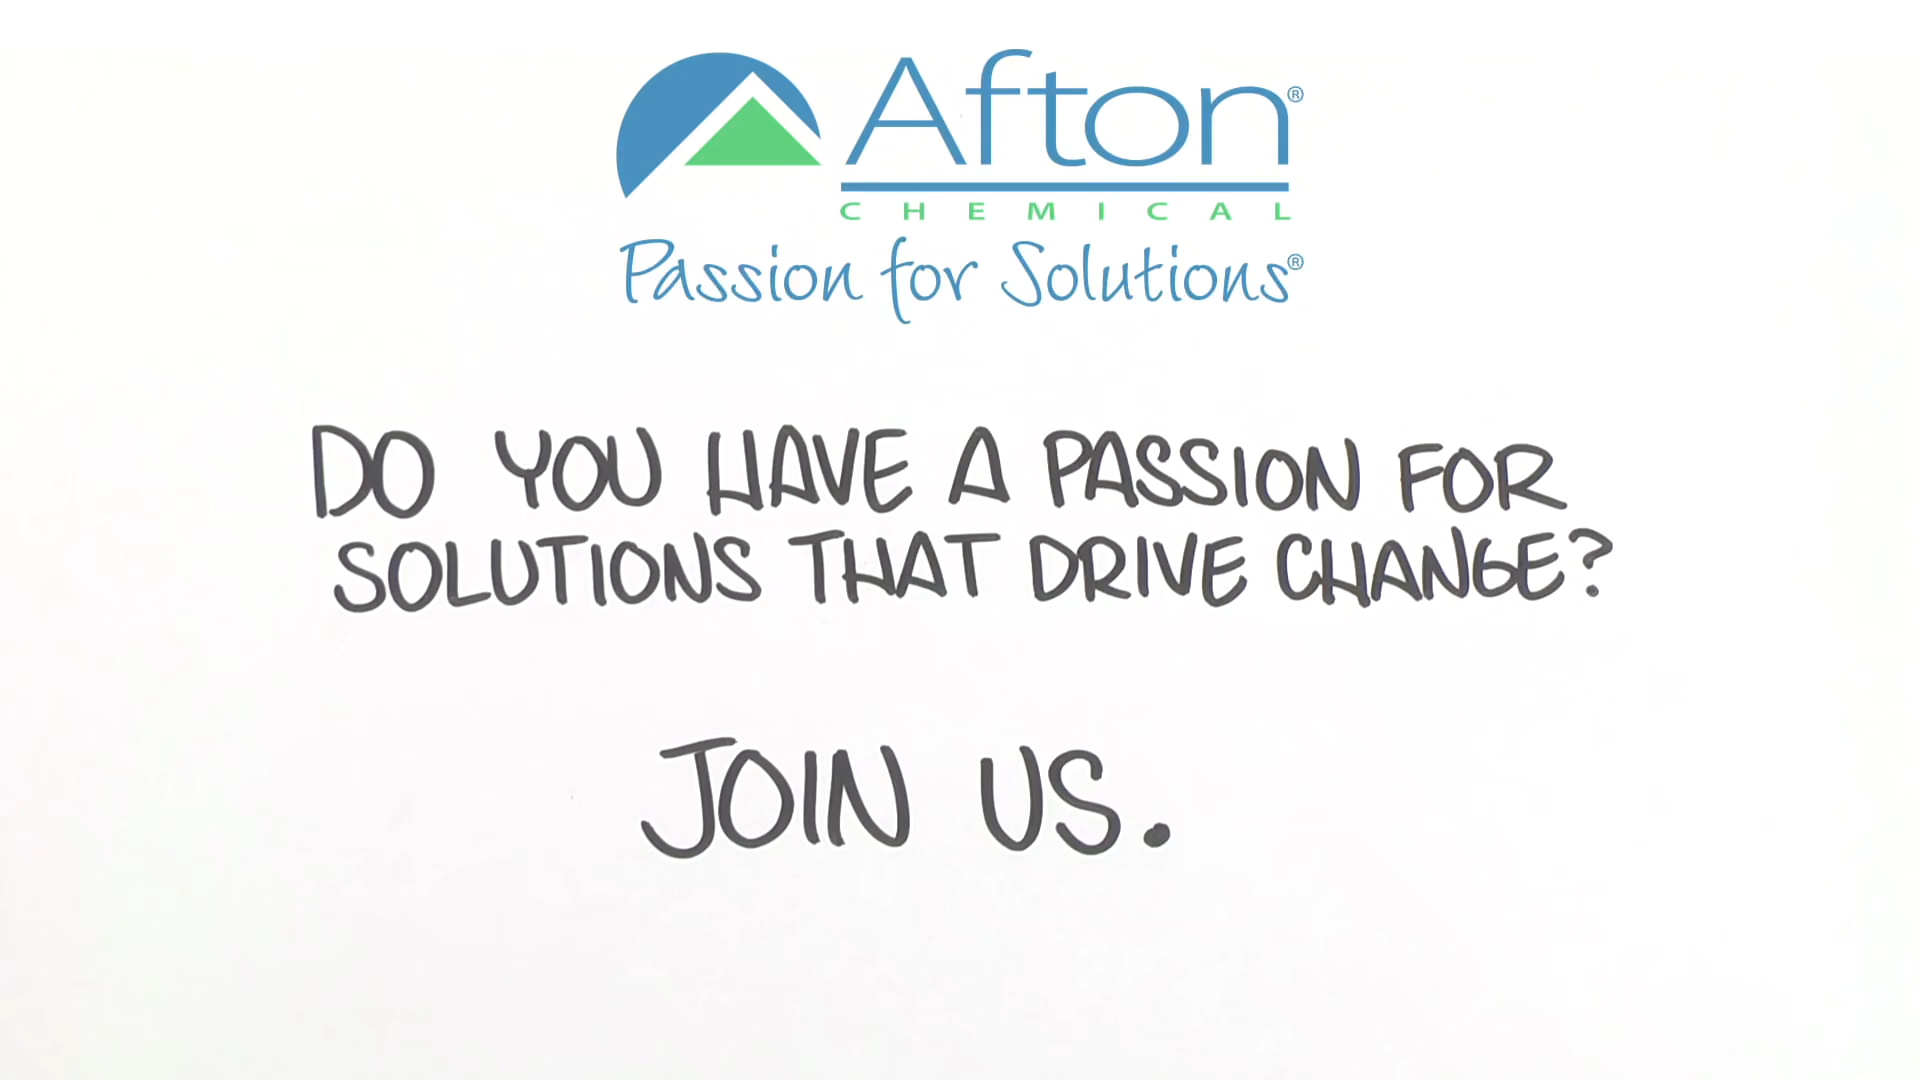 Afton®
CHEMICAL
Passion for Solutions®
DO YOU HAVE A PASSION FOR
SOLUTIONS THAT DRIVE CHANGE?
JOIN US.